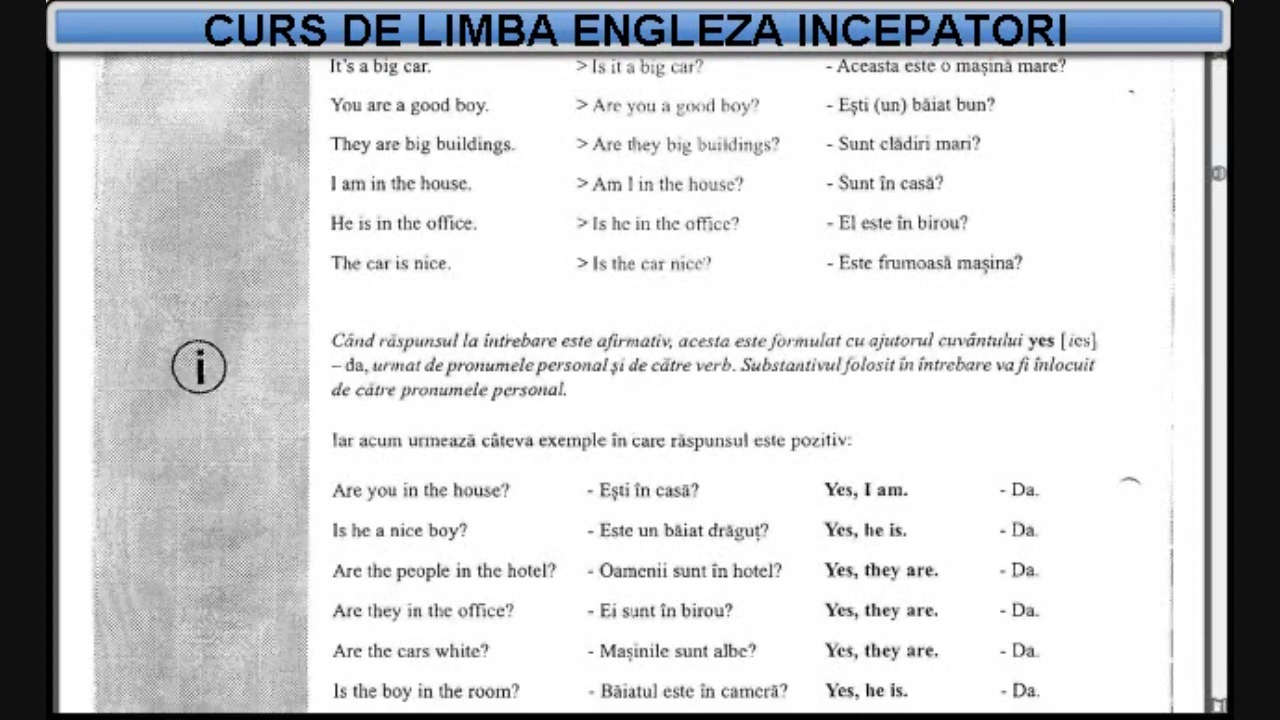 CURS DE LIMBA ENGLEZA INCEPATORI
It's a big car. > Is it a big car? - Aceasta este o mașină mare?
You are a good boy. > Are you a good boy? - Ești (un) băiat bun?
They are big buildings. > Are they big buildings? - Sunt clădiri mari?
I am in the house. > Am I in the house? - Sunt în casă?
He is in the office. > Is he in the office? - El este în birou?
The car is nice. > Is the car nice? - Este frumoasă mașina?
i
Când răspunsul la întrebare este afirmativ, acesta este formulat cu ajutorul cuvântului yes [ies]
– da, urmat de pronumele personal și de către verb. Substantivul folosit în întrebare va fi înlocuit
de către pronumele personal.
Iar acum urmează câteva exemple în care răspunsul este pozitiv:
Are you in the house? - Ești în casă? Yes, I am. - Da.
Is he a nice boy? - Este un băiat drăguț? Yes, he is. - Da.
Are the people in the hotel? - Oamenii sunt în hotel? Yes, they are. - Da.
Are they in the office? - Ei sunt în birou? Yes, they are. - Da.
Are the cars white? - Mașinile sunt albe? Yes, they are. - Da.
Is the boy in the room? - Băiatul este în cameră? Yes, he is. - Da.